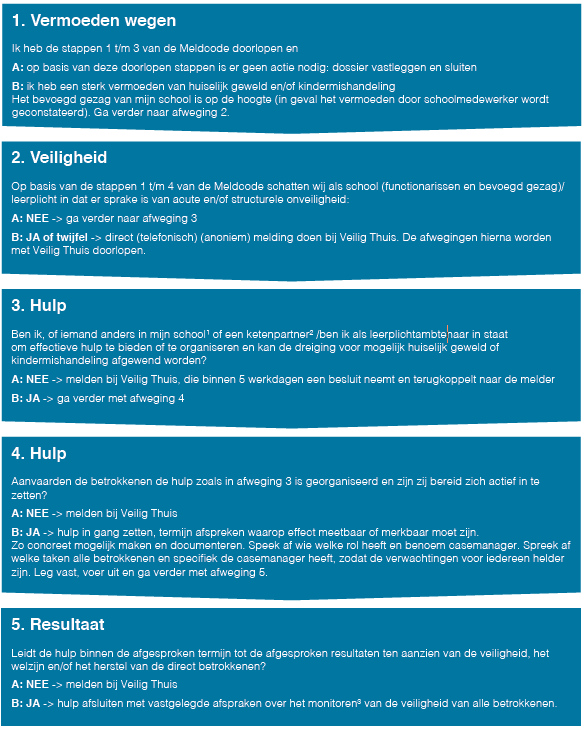 1. Vermoeden wegen
Ik heb de stappen 1 t/m 3 van de Meldcode doorlopen en
A: op basis van deze doorlopen stappen is er geen actie nodig: dossier vastleggen en sluiten
B: ik heb een sterk vermoeden van huiselijk geweld en/of kindermishandeling
Het bevoegd gezag van mijn school is op de hoogte (in geval het vermoeden door schoolmedewerker wordt
geconstateerd). Ga verder naar afweging 2.
2. Veiligheid
Op basis van de stappen 1 t/m 4 van de Meldcode schatten wij als school (functionarissen en bevoegd gezag)/
leerplicht in dat er sprake is van acute en/of structurele onveiligheid:
A: NEE -> ga verder naar afweging 3
B: JA of twijfel -> direct (telefonisch) (anoniem) melding doen bij Veilig Thuis. De afwegingen hierna worden
met Veilig Thuis doorlopen.
3. Hulp
Ben ik, of iemand anders in mijn school¹ of een ketenpartner² /ben ik als leerplichtambtenaar in staat
om effectieve hulp te bieden of te organiseren en kan de dreiging voor mogelijk huiselijk geweld of
kindermishandeling afgewend worden?
A: NEE -> melden bij Veilig Thuis, die binnen 5 werkdagen een besluit neemt en terugkoppelt naar de melder
B: JA -> ga verder met afweging 4
4. Hulp
Aanvaarden de betrokkenen de hulp zoals in afweging 3 is georganiseerd en zijn zij bereid zich actief in te
zetten?
A: NEE -> melden bij Veilig Thuis
B: JA -> hulp in gang zetten, termijn afspreken waarop effect meetbaar of merkbaar moet zijn.
Zo concreet mogelijk maken en documenteren. Speek af wie welke rol heeft en benoem casemanager. Spreek af
welke taken alle betrokkenen en specifiek de casemanager heeft, zodat de verwachtingen voor iedereen helder
zijn. Leg vast, voer uit en ga verder met afweging 5.
5. Resultaat
Leidt de hulp binnen de afgesproken termijn tot de afgesproken resultaten ten aanzien van de veiligheid, het
welzijn en/of het herstel van de direct betrokkenen?
A: NEE -> melden bij Veilig Thuis
B: JA -> hulp afsluiten met vastgelegde afspraken over het monitoren³ van de veiligheid van alle betrokkenen.